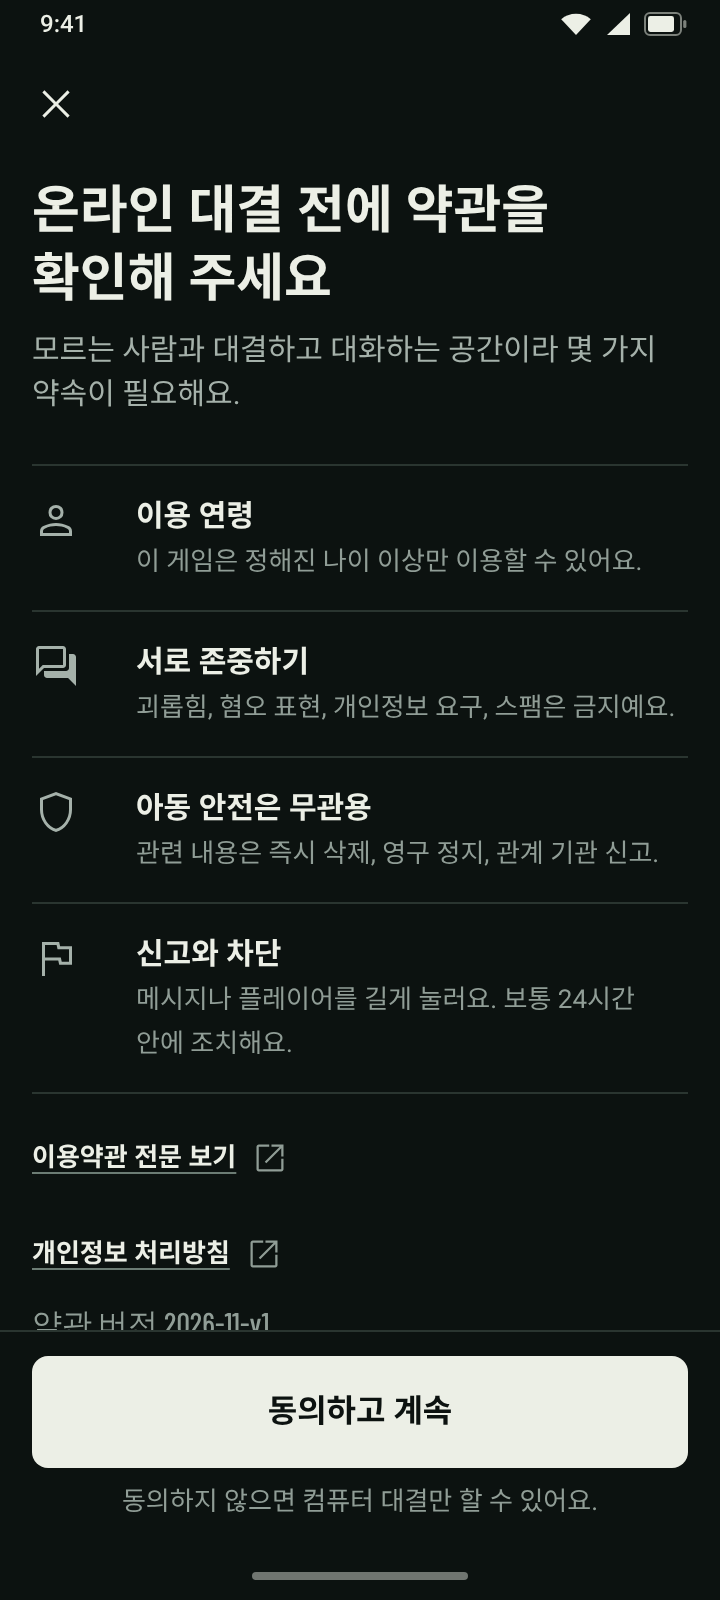 9:41
온라인 대결 전에 약관을
확인해 주세요
모르는 사람과 대결하고 대화하는 공간이라 몇 가지
약속이 필요해요.
이용 연령
이 게임은 정해진 나이 이상만 이용할 수 있어요.
서로 존중하기
괴롭힘, 혐오 표현, 개인정보 요구, 스팸은 금지예요.
아동 안전은 무관용
관련 내용은 즉시 삭제, 영구 정지, 관계 기관 신고.
신고와 차단
메시지나 플레이어를 길게 눌러요. 보통 24시간
안에 조치해요.
이용약관 전문 보기
개인정보 처리방침
약관 버전 2026-11-v1
동의하고 계속
동의하지 않으면 컴퓨터 대결만 할 수 있어요.